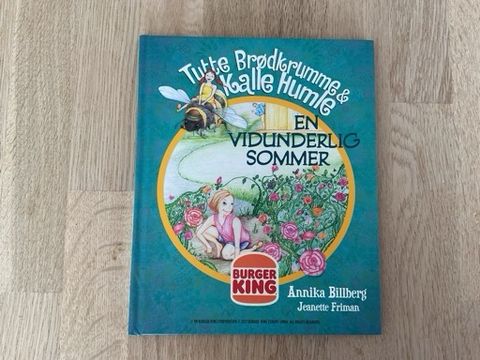 Tutte Brødkrumme &
Kalle Humle
EN
VIDUNDERLIG
SOMMER
BURGER
KING
Annika Billberg
Jeanette Friman